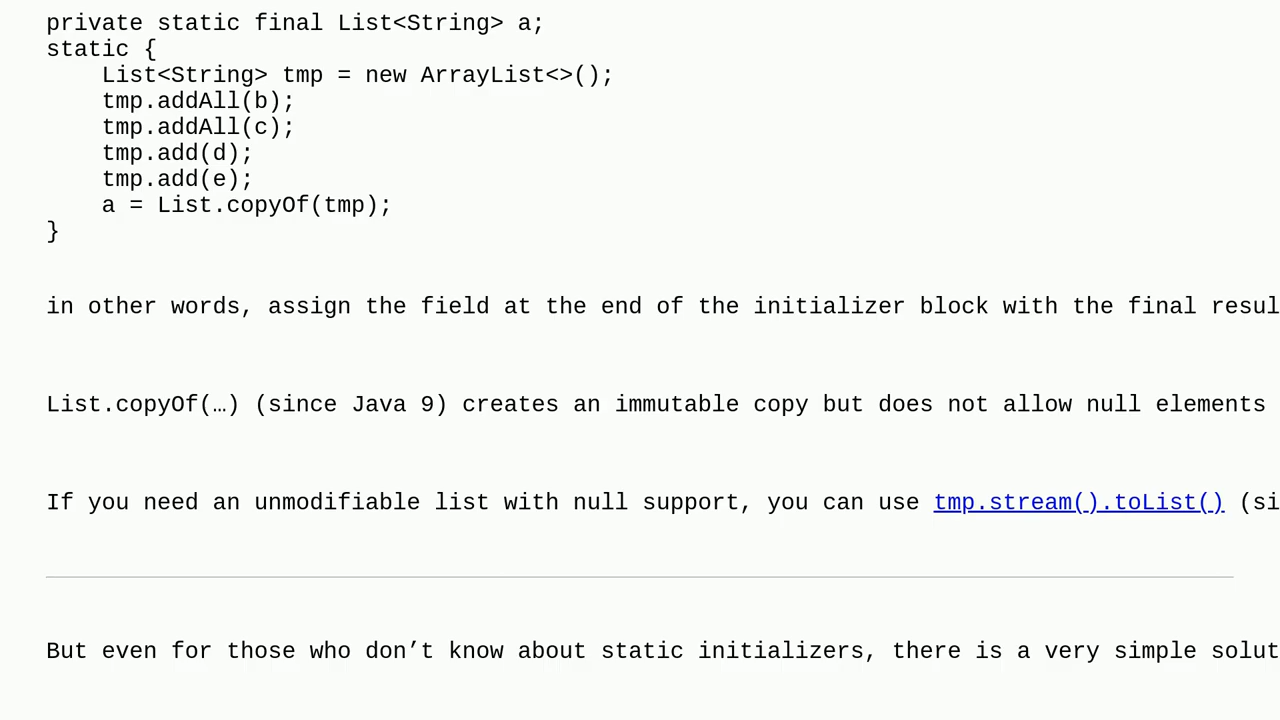 private static final List<String> a;
static {
    List<String> tmp = new ArrayList<>();
    tmp.addAll(b);
    tmp.addAll(c);
    tmp.add(d);
    tmp.add(e);
    a = List.copyOf(tmp);
}
in other words, assign the field at the end of the initializer block with the final resul
List.copyOf(…) (since Java 9) creates an immutable copy but does not allow null elements
If you need an unmodifiable list with null support, you can use tmp.stream().toList() (si
But even for those who don’t know about static initializers, there is a very simple solut